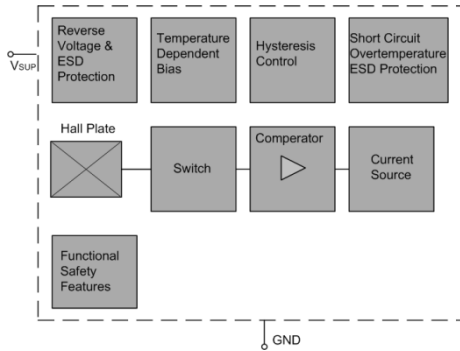 Reverse
Voltage &
ESD
Protection
Temperature
Dependent
Bias
Hysteresis
Control
Short Circuit
Overtemperature
ESD Protection
VSUP
Hall Plate
Switch
Comperator
Current
Source
Functional
Safety
Features
GND